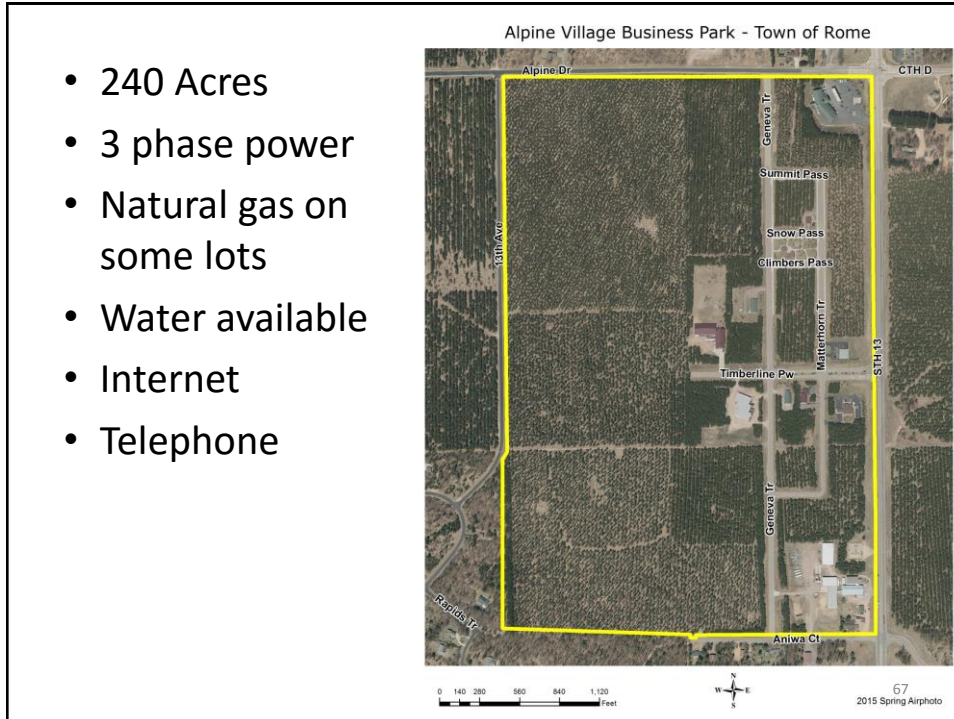 • 240 Acres
• 3 phase power
• Natural gas on
some lots
• Water available
• Internet
• Telephone
Alpine Village Business Park - Town of Rome
Alpine Dr
CTH D
Geneva Tr
Summit Pass
13th Ave
Snow Pass
Climbers Pass
Matterhorn Tr
STH 13
Timberline Pw
Geneva Tr
Rapids Tr
Aniwa Ct
0 140 280 560 840 1,120
Feet
N
W E
S
67
2015 Spring Airphoto